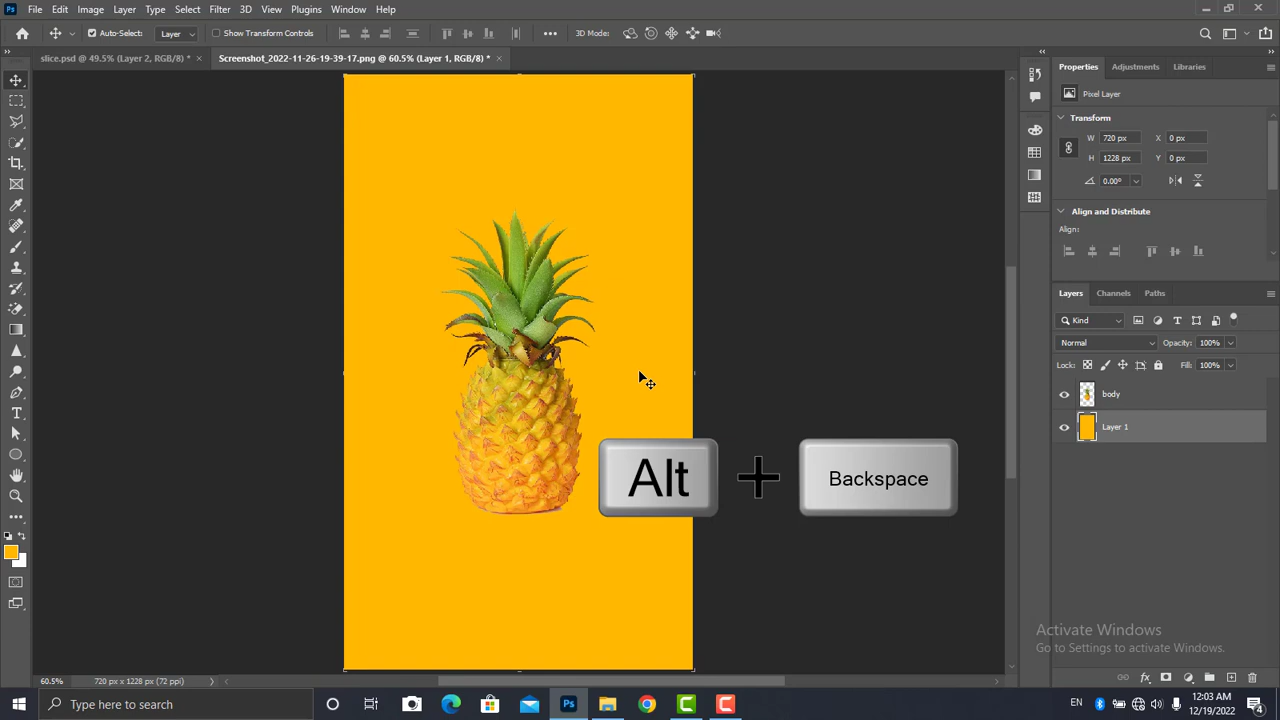 Ps File Edit Image Layer Type Select Filter 3D View Plugins Window Help
Auto-Select: Layer Show Transform Controls 3D Mode:
slice.psd @ 49.5% (Layer 2, RGB/8) * × Screenshot_2022-11-26-19-39-17.png @ 60.5% (Layer 1, RGB/8) * ×
Properties Adjustments Libraries
Pixel Layer
Transform
W 720 px X 0 px
H 1228 px Y 0 px
0.00°
Align and Distribute
Align:
Layers Channels Paths
Kind
Normal Opacity: 100%
Lock: Fill: 100%
body
Layer 1
Alt + Backspace
Activate Windows
Go to Settings to activate Windows.
60.5% 720 px x 1228 px (72 ppi)
Type here to search
Ps
EN
12:03 AM
12/19/2022
4